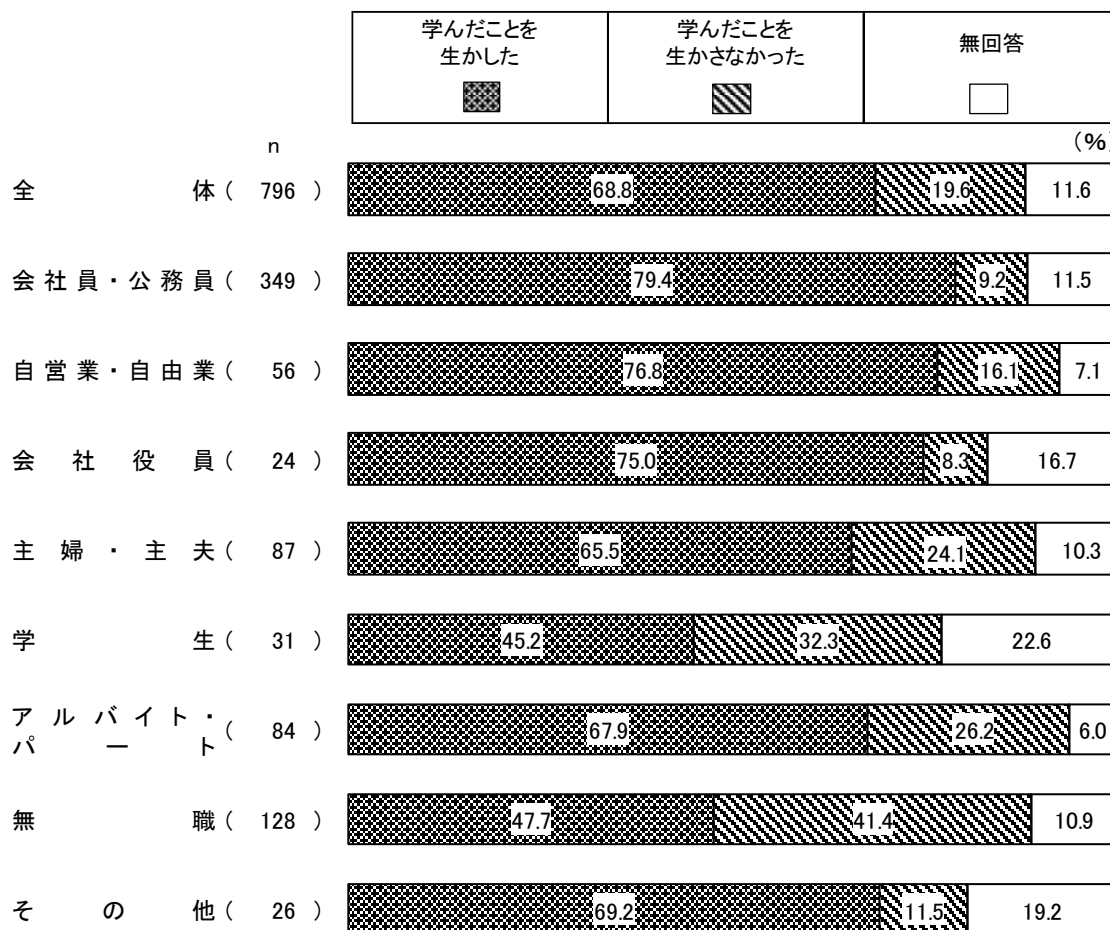 学んだことを
生かした
学んだことを
生かさなかった
無回答
n
(%)
全体( 796 ) 68.8 19.6 11.6
会社員・公務員( 349 ) 79.4 9.2 11.5
自営業・自由業( 56 ) 76.8 16.1 7.1
会社役員( 24 ) 75.0 8.3 16.7
主婦・主夫( 87 ) 65.5 24.1 10.3
学生( 31 ) 45.2 32.3 22.6
アルバイト・
パート( 84 ) 67.9 26.2 6.0
無職( 128 ) 47.7 41.4 10.9
その他( 26 ) 69.2 11.5 19.2